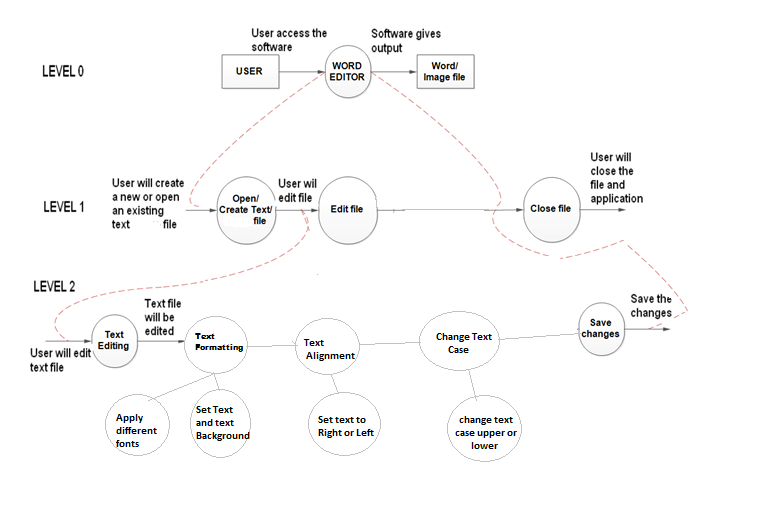 User access the
software
Software gives
output
LEVEL 0
USER
WORD
EDITOR
Word/
Image file
LEVEL 1
User will create
a new or open
an existing
text file
Open/
Create Text/
file
User wil
edit file
Edit file
Close file
User will
close the
file and
application
LEVEL 2
User will edit
text file
Text
Editing
Text file
will be
edited
Text
Formatting
Text
Alignment
Change Text
Case
Save
changes
Save the
changes
Apply
different
fonts
Set Text
and text
Background
Set text to
Right or Left
change text
case upper or
lower